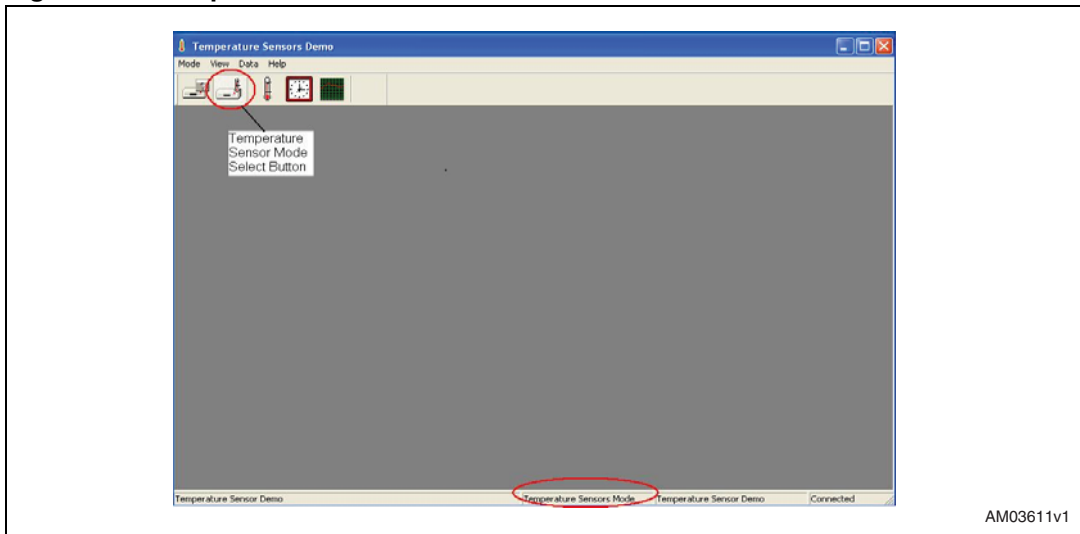 Temperature Sensors Demo
Mode View Data Help
Temperature
Sensor Mode
Select Button
Temperature Sensor Demo Temperature Sensors Mode Temperature Sensor Demo Connected
AM03611v1